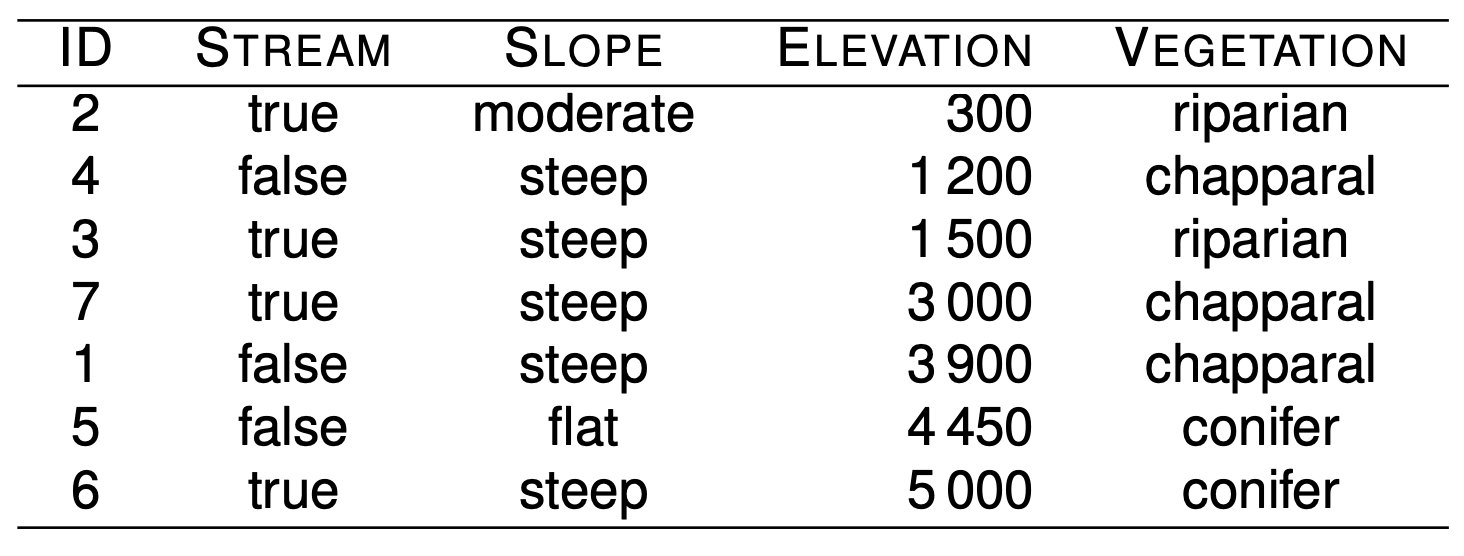 ID STREAM SLOPE ELEVATION VEGETATION
2 true moderate 300 riparian
4 false steep 1 200 chapparal
3 true steep 1 500 riparian
7 true steep 3 000 chapparal
1 false steep 3 900 chapparal
5 false flat 4 450 conifer
6 true steep 5 000 conifer